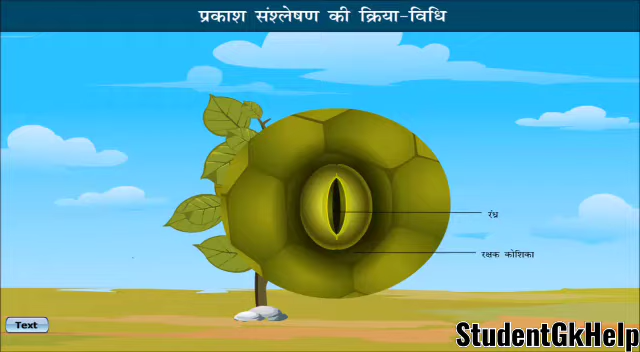 प्रकाश संश्लेषण की क्रिया-विधि
रंध्र
रक्षक कोशिका
Text
StudentGkHelp